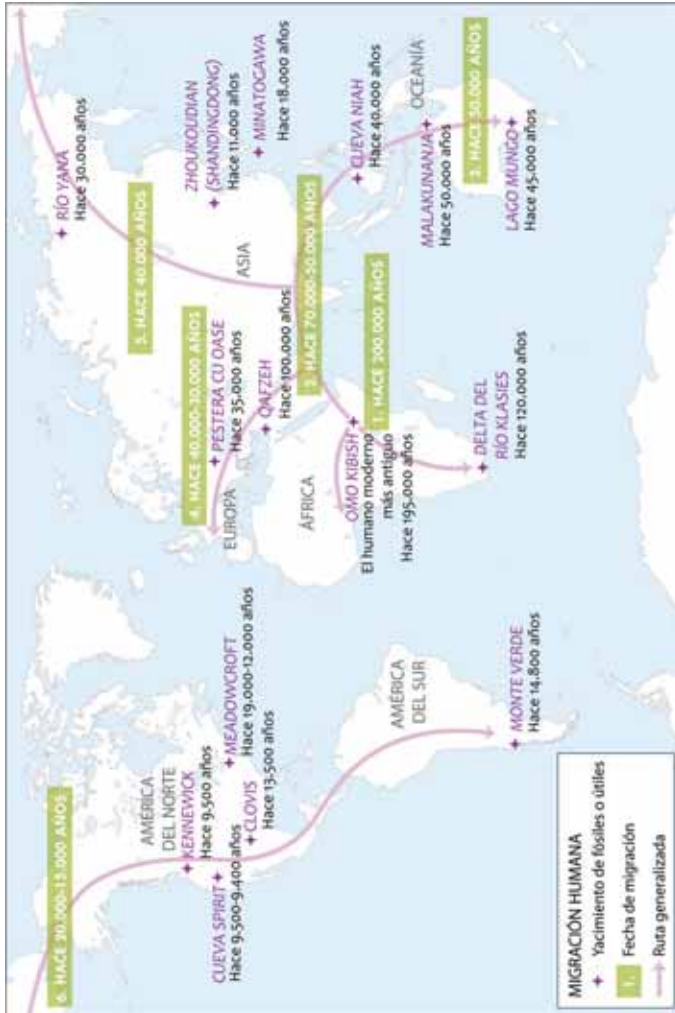 6. HACE 20.000-15.000 AÑOS
AMÉRICA
DEL NORTE
KENNEWICK
Hace 9.500 años
CUEVA SPIRIT
Hace 9.500-9.400 años
MEADOWCROFT
Hace 19.000-12.000 años
CLOVIS
Hace 13.500 años
AMÉRICA
DEL SUR
MONTE VERDE
Hace 14.800 años
4. HACE 40.000-30.000 AÑOS
EUROPA
PESTERA CU OASE
Hace 35.000 años
QAFZEH
Hace 100.000 años
ÁFRICA
OMO KIBISH
El humano moderno
más antiguo
Hace 195.000 años
1. HACE 200.000 AÑOS
DELTA DEL
RÍO KLASIES
Hace 120.000 años
HACE 70.000-50.000 AÑOS
ASIA
HACE 40.000 AÑOS
RÍO YANA
Hace 30.000 años
ZHOUKOUDIAN
(SHANDINGDONG)
Hace 11.000 años
MINATOGAWA
Hace 18.000 años
CUEVA NIAH
Hace 40.000 años
OCEANÍA
MALAKUNANJA
Hace 50.000 años
HACE 50.000 AÑOS
LAGO MUNGO
Hace 45.000 años
MIGRACIÓN HUMANA
Yacimiento de fósiles o útiles
1. Fecha de migración
Ruta generalizada